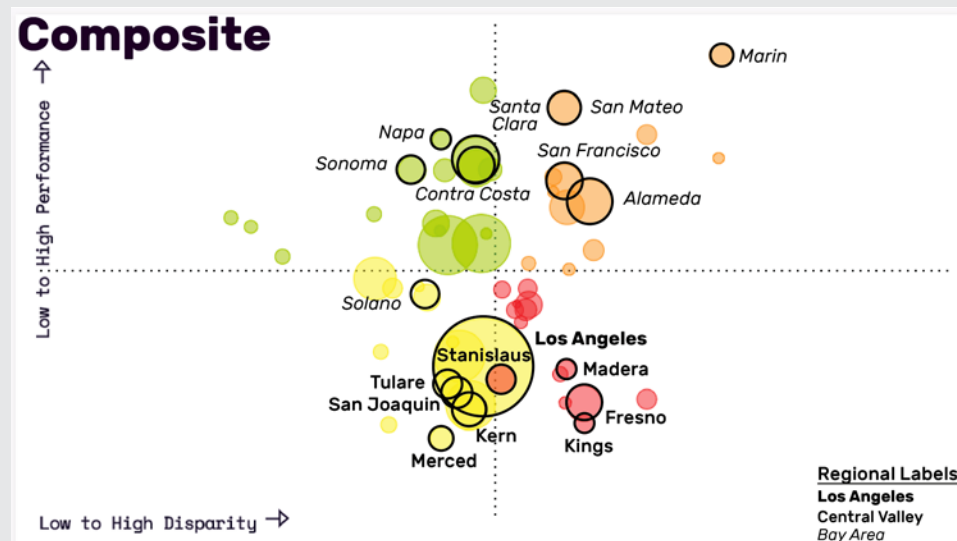 Composite
Low to High Performance
Marin
Santa
Clara
San Mateo
Napa
San Francisco
Sonoma
Contra Costa
Alameda
Solano
Los Angeles
Stanislaus
Madera
Tulare
San Joaquin
Fresno
Kern
Kings
Merced
Regional Labels
Los Angeles
Central Valley
Bay Area
Low to High Disparity